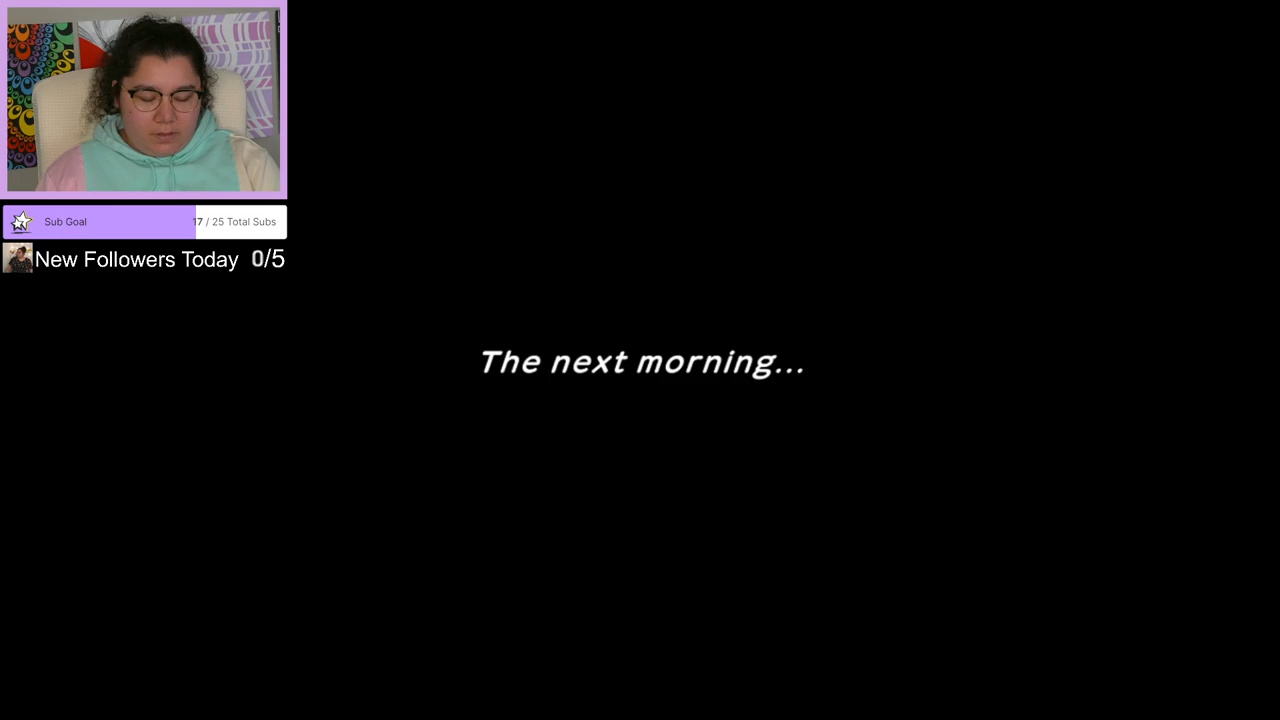 Sub Goal 17 / 25 Total Subs
New Followers Today 0/5
The next morning...